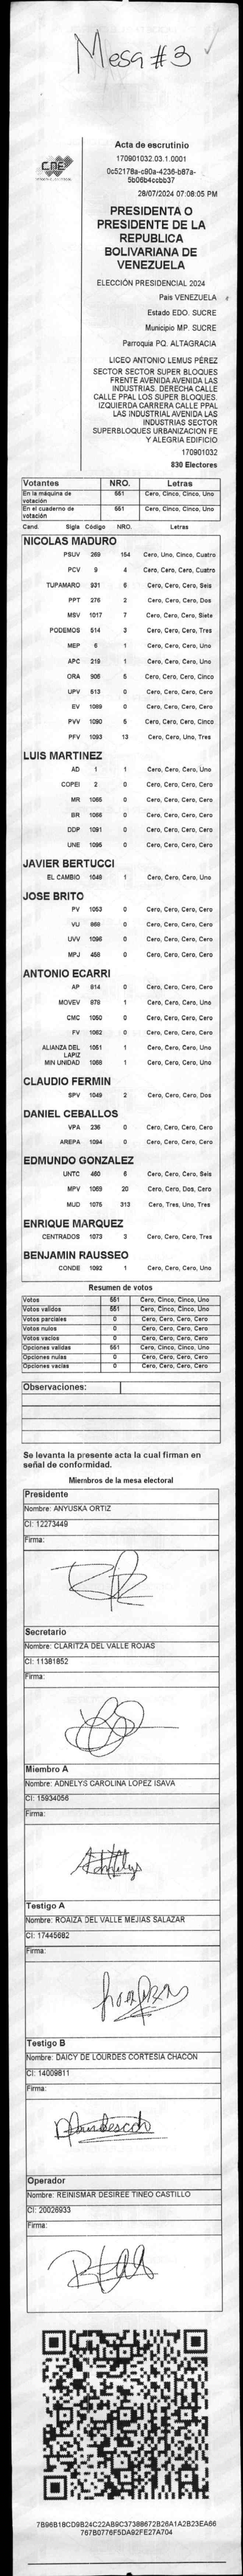 Mesa #3
CNE
Acta de escrutinio
170901032.03.1.0001
0c52178a-c90a-4236-b87a-
5b06b4ccbb37
28/07/2024 07:08:05 PM
PRESIDENTA O
PRESIDENTE DE LA
REPUBLICA
BOLIVARIANA DE
VENEZUELA
ELECCIÓN PRESIDENCIAL 2024
Pais VENEZUELA
Estado EDO. SUCRE
Municipio MP. SUCRE
Parroquia PQ. ALTAGRACIA
LICEO ANTONIO LEMUS PÉREZ
SECTOR SECTOR SUPER BLOQUES
FRENTE AVENIDA AVENIDA LAS
INDUSTRIAS. DERECHA CALLE
CALLE PPAL LOS SUPER BLOQUES.
IZQUIERDA CARRERA CALLE PPAL
LAS INDUSTRIAL AVENIDA LAS
INDUSTRIAS SECTOR
SUPERBLOQUES URBANIZACION FE
Y ALEGRIA EDIFICIO
170901032
830 Electores
Votantes NRO. Letras
En la máquina de votación 551 Cero, Cinco, Cinco, Uno
En el cuaderno de votación 551 Cero, Cinco, Cinco, Uno
Cand. Sigla Código NRO. Letras
NICOLAS MADURO
PSUV 269 154 Cero, Uno, Cinco, Cuatro
PCV 9 4 Cero, Cero, Cero, Cuatro
TUPAMARO 931 6 Cero, Cero, Cero, Seis
PPT 276 2 Cero, Cero, Cero, Dos
MSV 1017 7 Cero, Cero, Cero, Siete
PODEMOS 514 3 Cero, Cero, Cero, Tres
MEP 6 1 Cero, Cero, Cero, Uno
APC 219 1 Cero, Cero, Cero, Uno
ORA 906 5 Cero, Cero, Cero, Cinco
UPV 513 0 Cero, Cero, Cero, Cero
EV 1089 0 Cero, Cero, Cero, Cero
PVV 1090 5 Cero, Cero, Cero, Cinco
PFV 1093 13 Cero, Cero, Uno, Tres
LUIS MARTINEZ
AD 1 1 Cero, Cero, Cero, Uno
COPEI 2 0 Cero, Cero, Cero, Cero
MR 1065 0 Cero, Cero, Cero, Cero
BR 1066 0 Cero, Cero, Cero, Cero
DDP 1091 0 Cero, Cero, Cero, Cero
UNE 1095 0 Cero, Cero, Cero, Cero
JAVIER BERTUCCI
EL CAMBIO 1048 1 Cero, Cero, Cero, Uno
JOSE BRITO
PV 1053 0 Cero, Cero, Cero, Cero
VU 869 0 Cero, Cero, Cero, Cero
UVV 1096 0 Cero, Cero, Cero, Cero
MPJ 458 0 Cero, Cero, Cero, Cero
ANTONIO ECARRI
AP 814 0 Cero, Cero, Cero, Cero
MOVEV 878 1 Cero, Cero, Cero, Uno
CMC 1050 0 Cero, Cero, Cero, Cero
FV 1062 0 Cero, Cero, Cero, Cero
ALIANZA DEL LAPIZ 1051 1 Cero, Cero, Cero, Uno
MIN UNIDAD 1088 1 Cero, Cero, Cero, Uno
CLAUDIO FERMIN
SPV 1049 2 Cero, Cero, Cero, Dos
DANIEL CEBALLOS
VPA 236 0 Cero, Cero, Cero, Cero
AREPA 1094 0 Cero, Cero, Cero, Cero
EDMUNDO GONZALEZ
UNTC 460 6 Cero, Cero, Cero, Seis
MPV 1069 20 Cero, Cero, Dos, Cero
MUD 1075 313 Cero, Tres, Uno, Tres
ENRIQUE MARQUEZ
CENTRADOS 1073 3 Cero, Cero, Cero, Tres
BENJAMIN RAUSSEO
CONDE 1092 1 Cero, Cero, Cero, Uno
Resumen de votos
Votos 551 Cero, Cinco, Cinco, Uno
Votos validos 551 Cero, Cinco, Cinco, Uno
Votos parciales 0 Cero, Cero, Cero, Cero
Votos nulos 0 Cero, Cero, Cero, Cero
Votos vacios 0 Cero, Cero, Cero, Cero
Opciones validas 551 Cero, Cinco, Cinco, Uno
Opciones nulas 0 Cero, Cero, Cero, Cero
Opciones vacias 0 Cero, Cero, Cero, Cero
Observaciones:
Se levanta la presente acta la cual firman en
señal de conformidad.
Miembros de la mesa electoral
Presidente
Nombre: ANYUSKA ORTIZ
CI: 12273449
Firma:
Secretario
Nombre: CLARITZA DEL VALLE ROJAS
CI: 11381852
Firma:
Miembro A
Nombre: ADNELYS CAROLINA LOPEZ ISAVA
CI: 15934056
Firma:
Testigo A
Nombre: ROAIZA DEL VALLE MEJIAS SALAZAR
CI: 17445682
Firma:
Testigo B
Nombre: DAICY DE LOURDES CORTESIA CHACON
CI: 14009811
Firma:
Operador
Nombre: REINISMAR DESIREE TINEO CASTILLO
CI: 20026933
Firma:
7B96B18CD9B24C22AB9C37388672B26A1A2B23EA66
767B0776F5DA92FE27A704